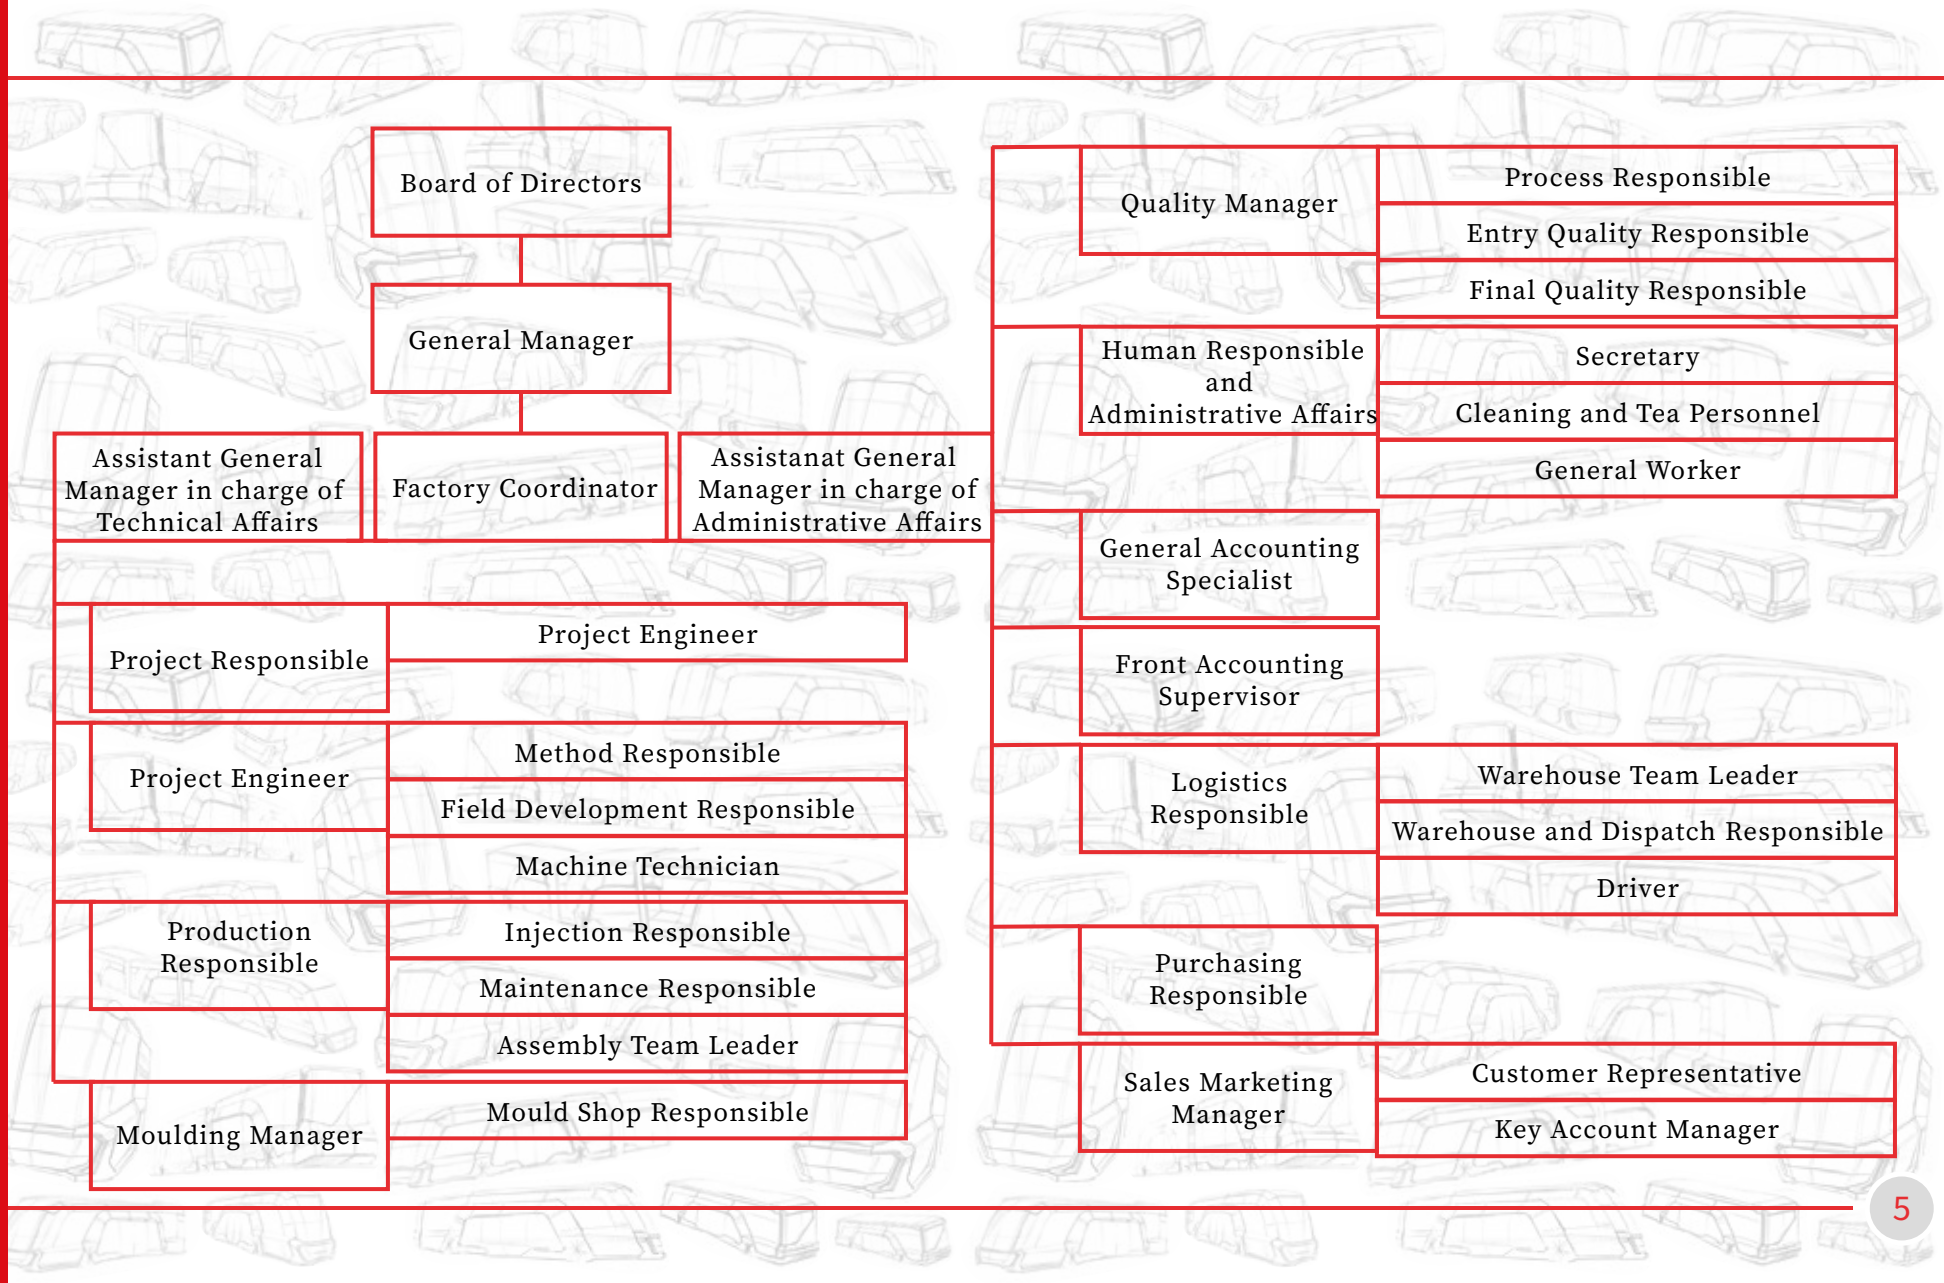 Board of Directors
General Manager
Assistant General
Manager in charge of
Technical Affairs
Factory Coordinator
Assistanat General
Manager in charge of
Administrative Affairs
Project Responsible
Project Engineer
Project Engineer
Method Responsible
Field Development Responsible
Machine Technician
Production
Responsible
Injection Responsible
Maintenance Responsible
Assembly Team Leader
Moulding Manager
Mould Shop Responsible
Quality Manager
Process Responsible
Entry Quality Responsible
Final Quality Responsible
Human Responsible
and
Administrative Affairs
Secretary
Cleaning and Tea Personnel
General Worker
General Accounting
Specialist
Front Accounting
Supervisor
Logistics
Responsible
Warehouse Team Leader
Warehouse and Dispatch Responsible
Driver
Purchasing
Responsible
Sales Marketing
Manager
Customer Representative
Key Account Manager
5